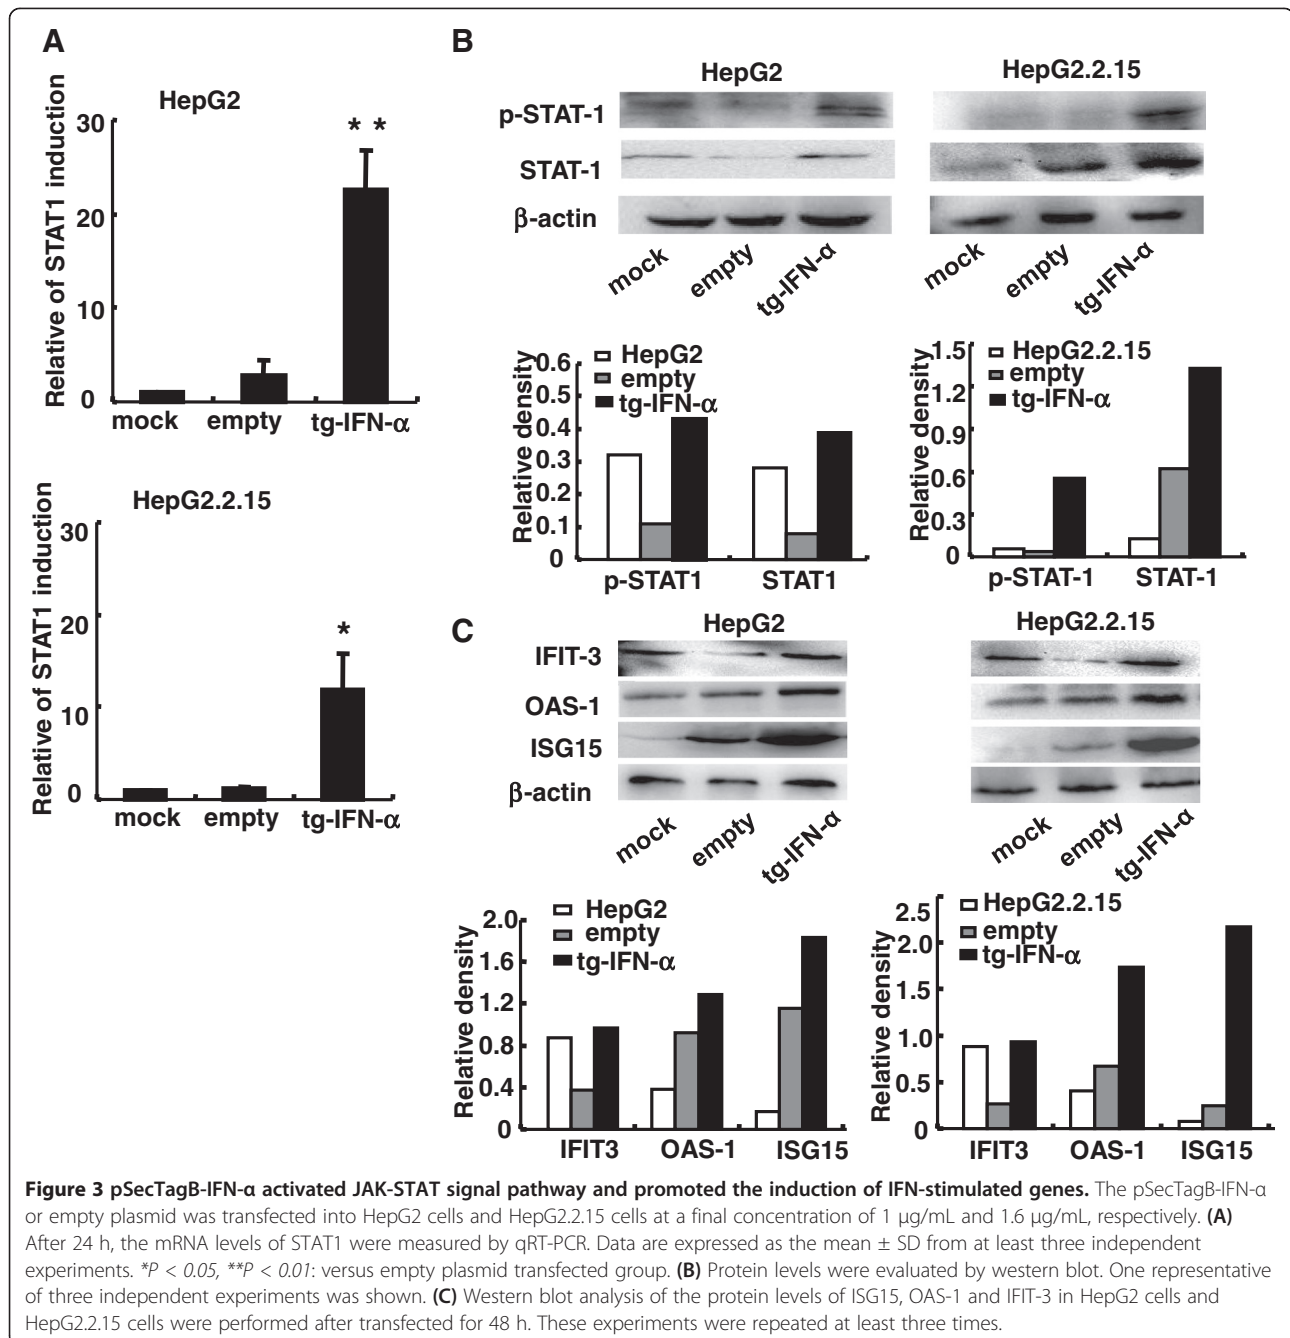 A
HepG2
Relative of STAT1 induction
30
20
10
0
* *
mock empty tg-IFN-α
HepG2.2.15
Relative of STAT1 induction
30
20
10
0
*
mock empty tg-IFN-α
B
HepG2
HepG2.2.15
p-STAT-1
STAT-1
β-actin
mock empty tg-IFN-α
mock empty tg-IFN-α
Relative density
0.6
0.5
0.4
0.3
0.2
0.1
0
HepG2
empty
tg-IFN-α
p-STAT1 STAT1
Relative density
1.5
1.2
0.9
0.6
0.3
0
HepG2.2.15
empty
tg-IFN-α
p-STAT-1 STAT-1
C
HepG2
HepG2.2.15
IFIT-3
OAS-1
ISG15
β-actin
mock empty tg-IFN-α
mock empty tg-IFN-α
Relative density
2.0
1.6
1.2
0.8
0.4
0
HepG2
empty
tg-IFN-α
IFIT3 OAS-1 ISG15
Relative density
2.5
2.0
1.5
1.0
0.5
0
HepG2.2.15
empty
tg-IFN-α
IFIT3 OAS-1 ISG15
Figure 3 pSecTagB-IFN-α activated JAK-STAT signal pathway and promoted the induction of IFN-stimulated genes. The pSecTagB-IFN-α
or empty plasmid was transfected into HepG2 cells and HepG2.2.15 cells at a final concentration of 1 μg/mL and 1.6 μg/mL, respectively. (A)
After 24 h, the mRNA levels of STAT1 were measured by qRT-PCR. Data are expressed as the mean ± SD from at least three independent
experiments. *P < 0.05, **P < 0.01: versus empty plasmid transfected group. (B) Protein levels were evaluated by western blot. One representative
of three independent experiments was shown. (C) Western blot analysis of the protein levels of ISG15, OAS-1 and IFIT-3 in HepG2 cells and
HepG2.2.15 cells were performed after transfected for 48 h. These experiments were repeated at least three times.